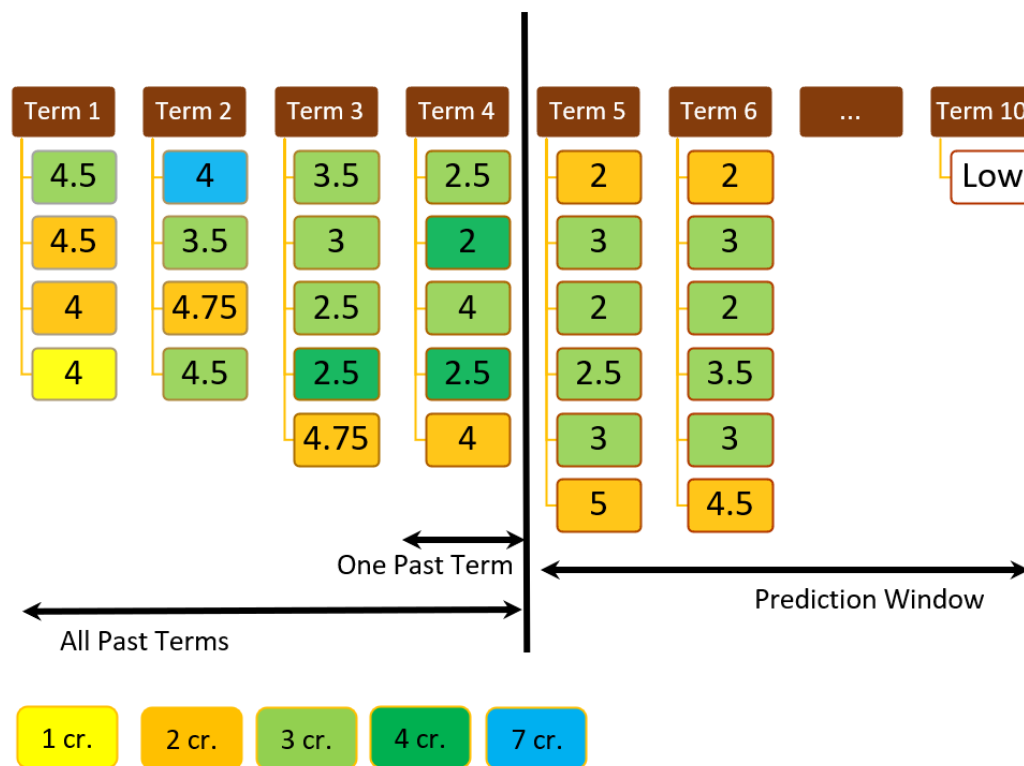 Term 1 Term 2 Term 3 Term 4 Term 5 Term 6 ... Term 10
4.5 4 3.5 2.5 2 2 Low
4.5 3.5 3 2 3 3
4 4.75 2.5 4 2 2
4 4.5 2.5 2.5 2.5 3.5
4.75 4 3 3
5 4.5
One Past Term
Prediction Window
All Past Terms
1 cr. 2 cr. 3 cr. 4 cr. 7 cr.